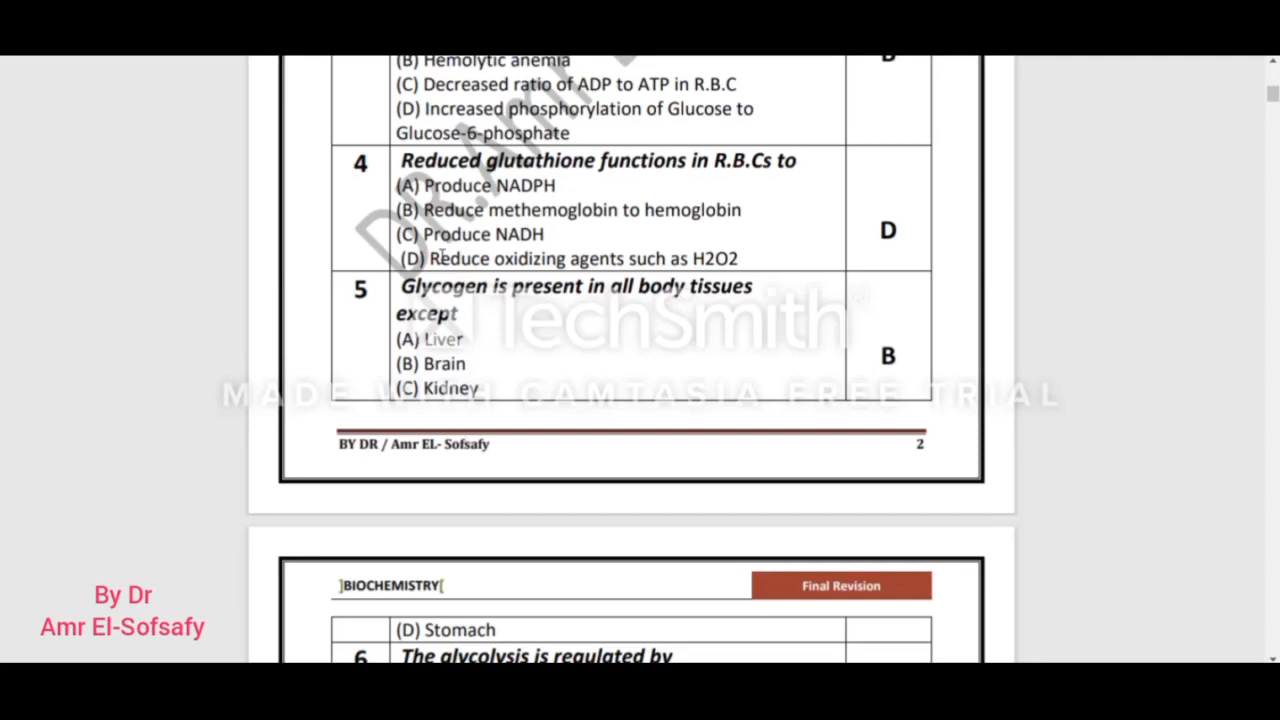 (B) Hemolytic anemia
B
(C) Decreased ratio of ADP to ATP in R.B.C
(D) Increased phosphorylation of Glucose to
Glucose-6-phosphate
4
Reduced glutathione functions in R.B.Cs to
(A) Produce NADPH
(B) Reduce methemoglobin to hemoglobin
(C) Produce NADH
(D) Reduce oxidizing agents such as H2O2
D
5
Glycogen is present in all body tissues
except
(A) Liver
(B) Brain
(C) Kidney
B
BY DR / Amr EL- Sofsafy
2
]BIOCHEMISTRY[
Final Revision
(D) Stomach
6
The glycolysis is regulated by
DR.Amr
TechSmith
MADE WITH CAMTASIA FREE TRIAL
By Dr
Amr El-Sofsafy